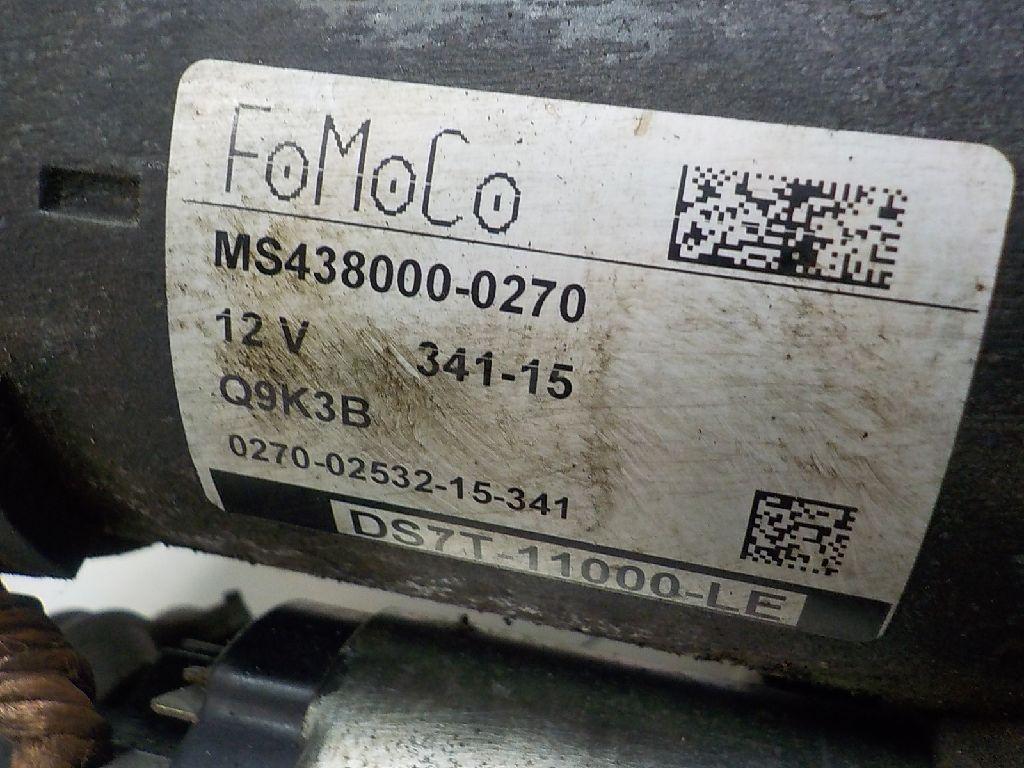 FoMoCo
MS438000-0270
12 V 341-15
Q9K3B
0270-02532-15-341
DS7T-11000-LE